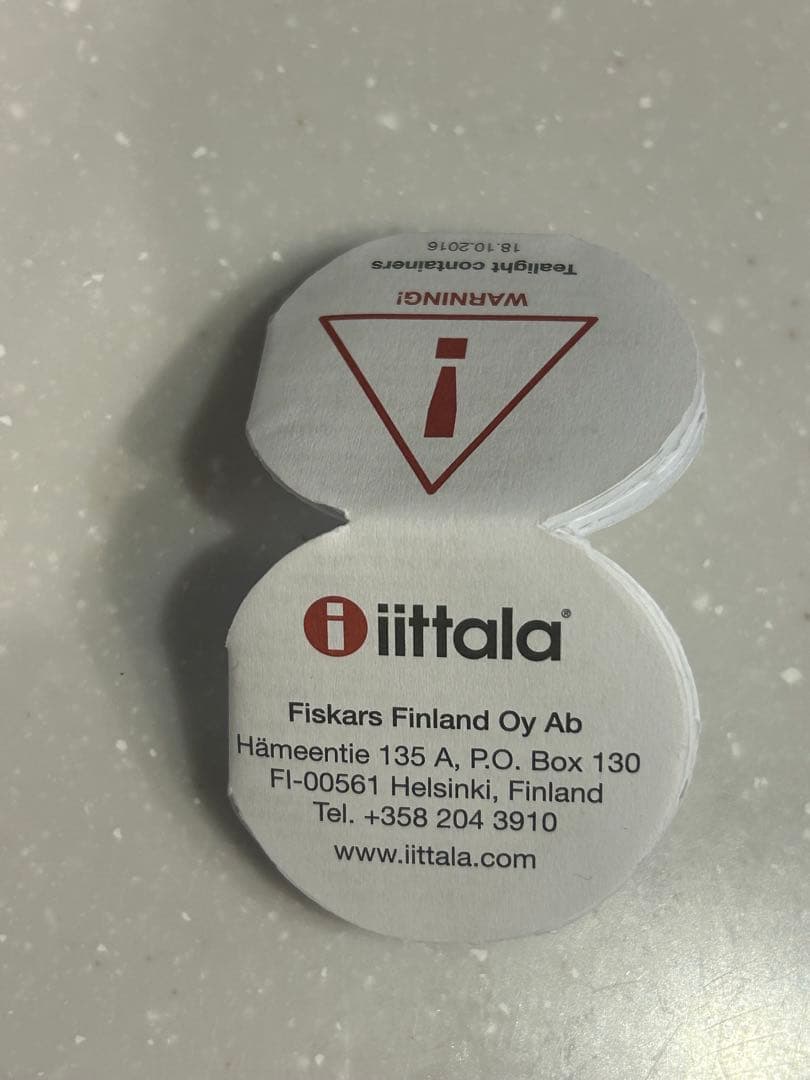 18.10.2016
Tealight containers
WARNING!
iittala®
Fiskars Finland Oy Ab
Hämeentie 135 A, P.O. Box 130
FI-00561 Helsinki, Finland
Tel. +358 204 3910
www.iittala.com